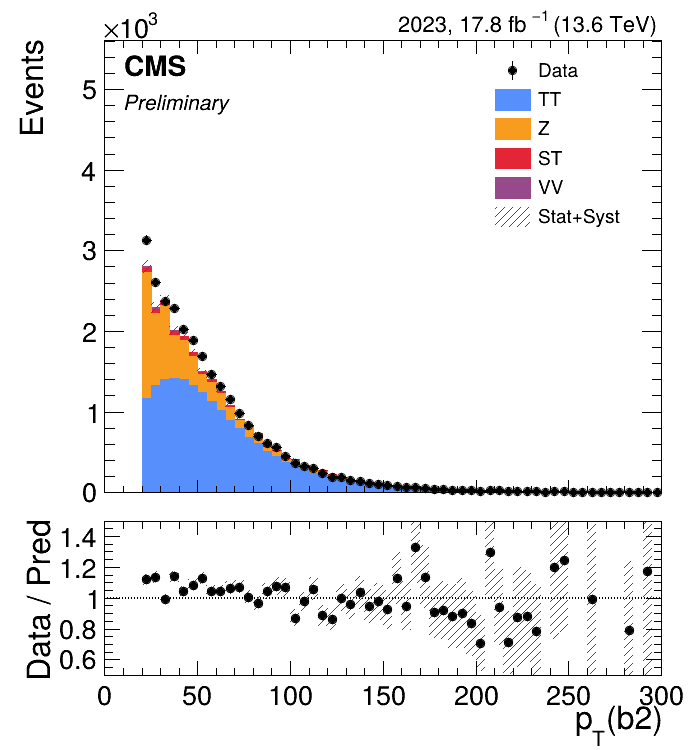 ×10³
2023, 17.8 fb⁻¹ (13.6 TeV)
Events
CMS
Preliminary
Data
TT
Z
ST
VV
Stat+Syst
5
4
3
2
1
0
Data / Pred
1.4
1.2
1
0.8
0.6
0 50 100 150 200 250 300
p_T(b2)